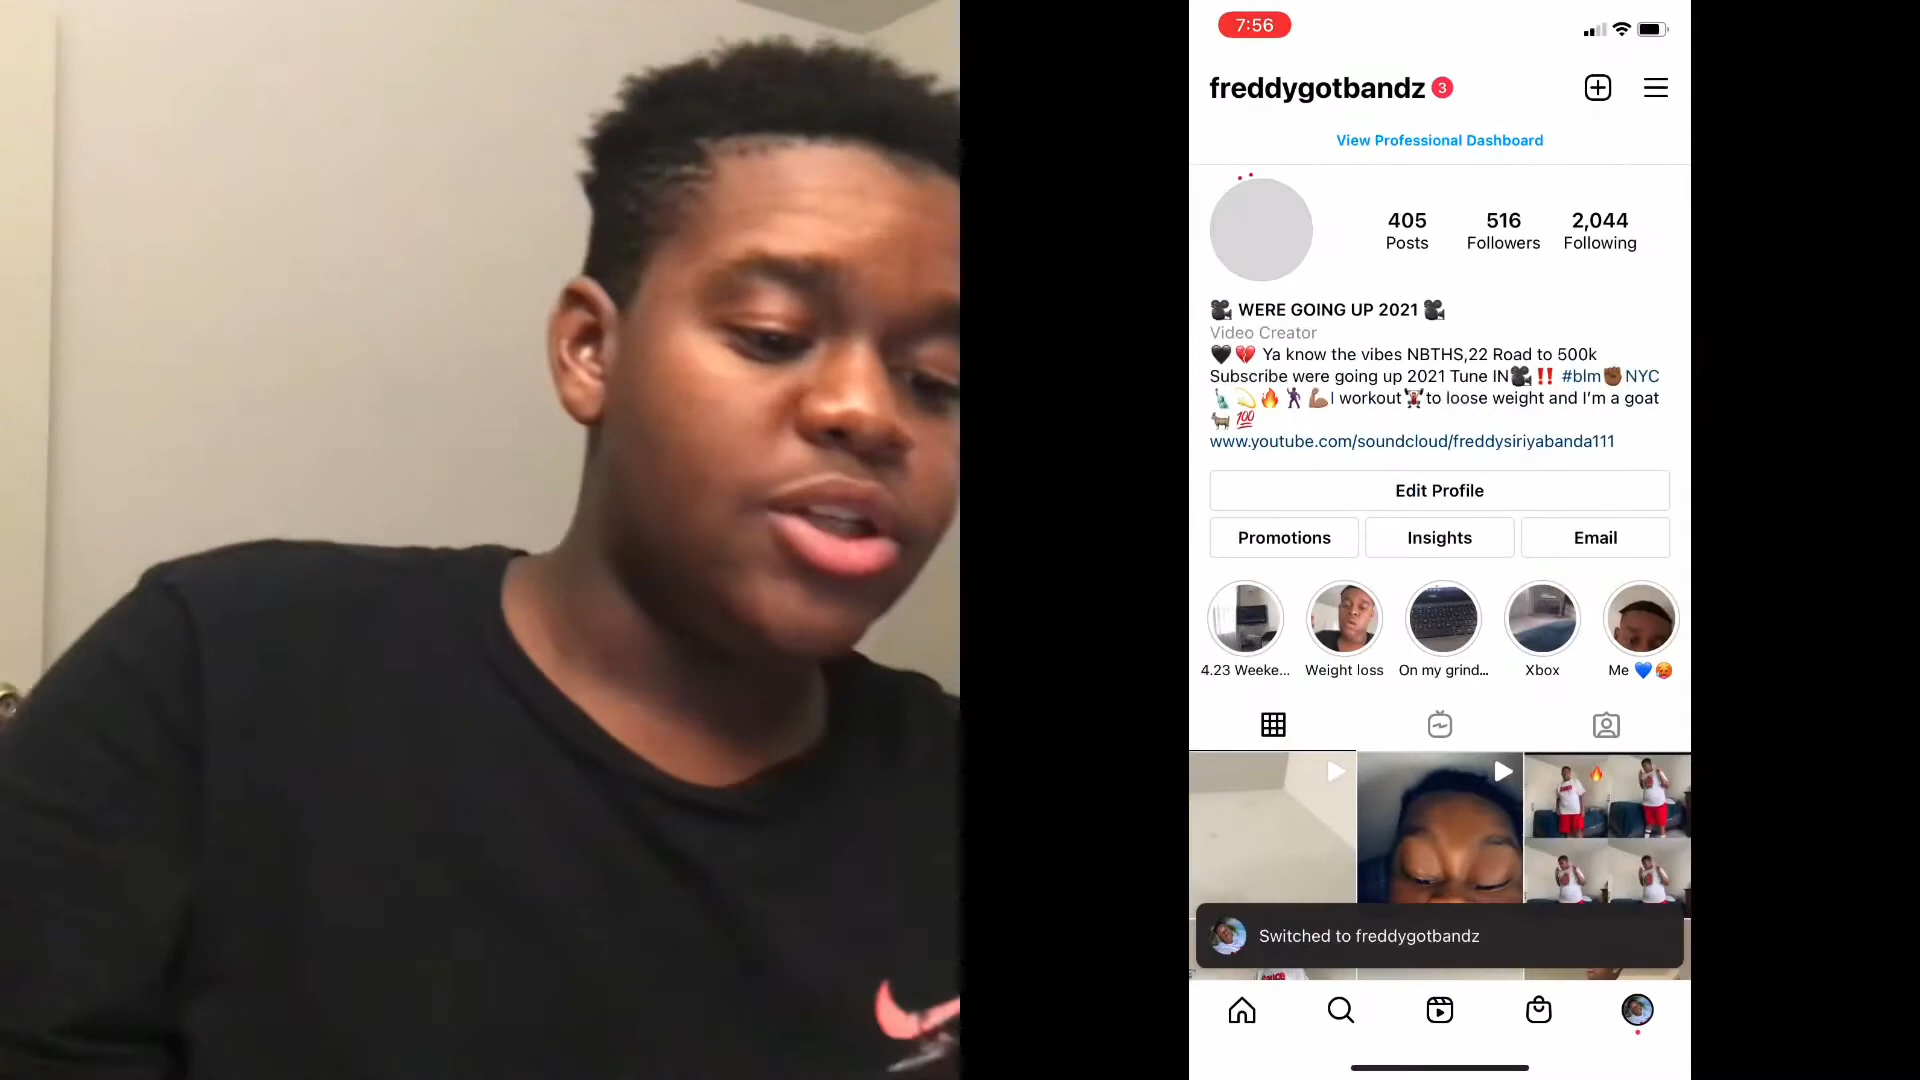 7:56
freddygotbandz 3
View Professional Dashboard
405 516 2,044
Posts Followers Following
🎥 WERE GOING UP 2021 🎥
Video Creator
🖤💔 Ya know the vibes NBTHS,22 Road to 500k
Subscribe were going up 2021 Tune IN🎥‼️ #blm✊🏾NYC
🗽💫🔥🕺🏽💪🏽I workout🏋🏾to loose weight and I’m a goat
🐐💯
www.youtube.com/soundcloud/freddysiriyabanda111
Edit Profile
Promotions Insights Email
4.23 Weeke... Weight loss On my grind... Xbox Me 💙🥵
Switched to freddygotbandz